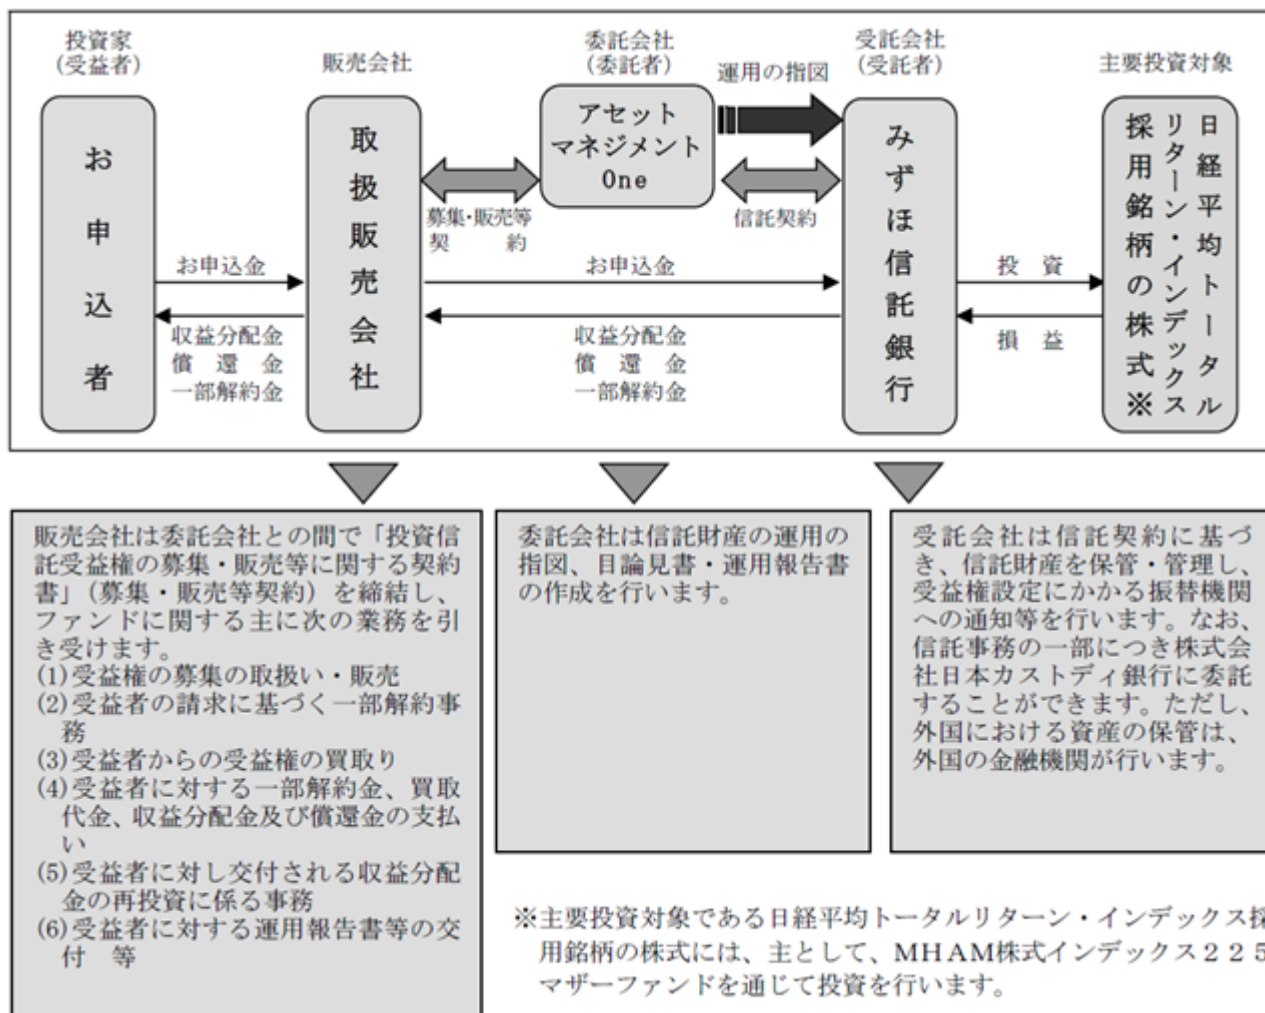 投資家
(受益者)
販売会社
委託会社
(委託者)
運用の指図
受託会社
(受託者)
主要投資対象
お申込者
取扱販売会社
アセット
マネジメント
One
みずほ信託銀行
日経平均トータル
リターン・インデックス
採用銘柄の株式※
募集・販売等
契約
信託契約
お申込金
収益分配金
償還金
一部解約金
お申込金
収益分配金
償還金
一部解約金
投資
損益
販売会社は委託会社との間で「投資信
託受益権の募集・販売等に関する契約
書」(募集・販売等契約)を締結し、
ファンドに関する主に次の業務を引
き受けます。
(1)受益権の募集の取扱い・販売
(2)受益者の請求に基づく一部解約事
務
(3)受益者からの受益権の買取り
(4)受益者に対する一部解約金、買取
代金、収益分配金及び償還金の支払
い
(5)受益者に対し交付される収益分配
金の再投資に係る事務
(6)受益者に対する運用報告書等の交
付 等
委託会社は信託財産の運用の
指図、目論見書・運用報告書
の作成を行います。
受託会社は信託契約に基づ
き、信託財産を保管・管理し、
受益権設定にかかる振替機関
への通知等を行います。なお、
信託事務の一部につき株式会
社日本カストディ銀行に委託
することができます。ただし、
外国における資産の保管は、
外国の金融機関が行います。
※主要投資対象である日経平均トータルリターン・インデックス採
用銘柄の株式には、主として、MHAM株式インデックス225
マザーファンドを通じて投資を行います。